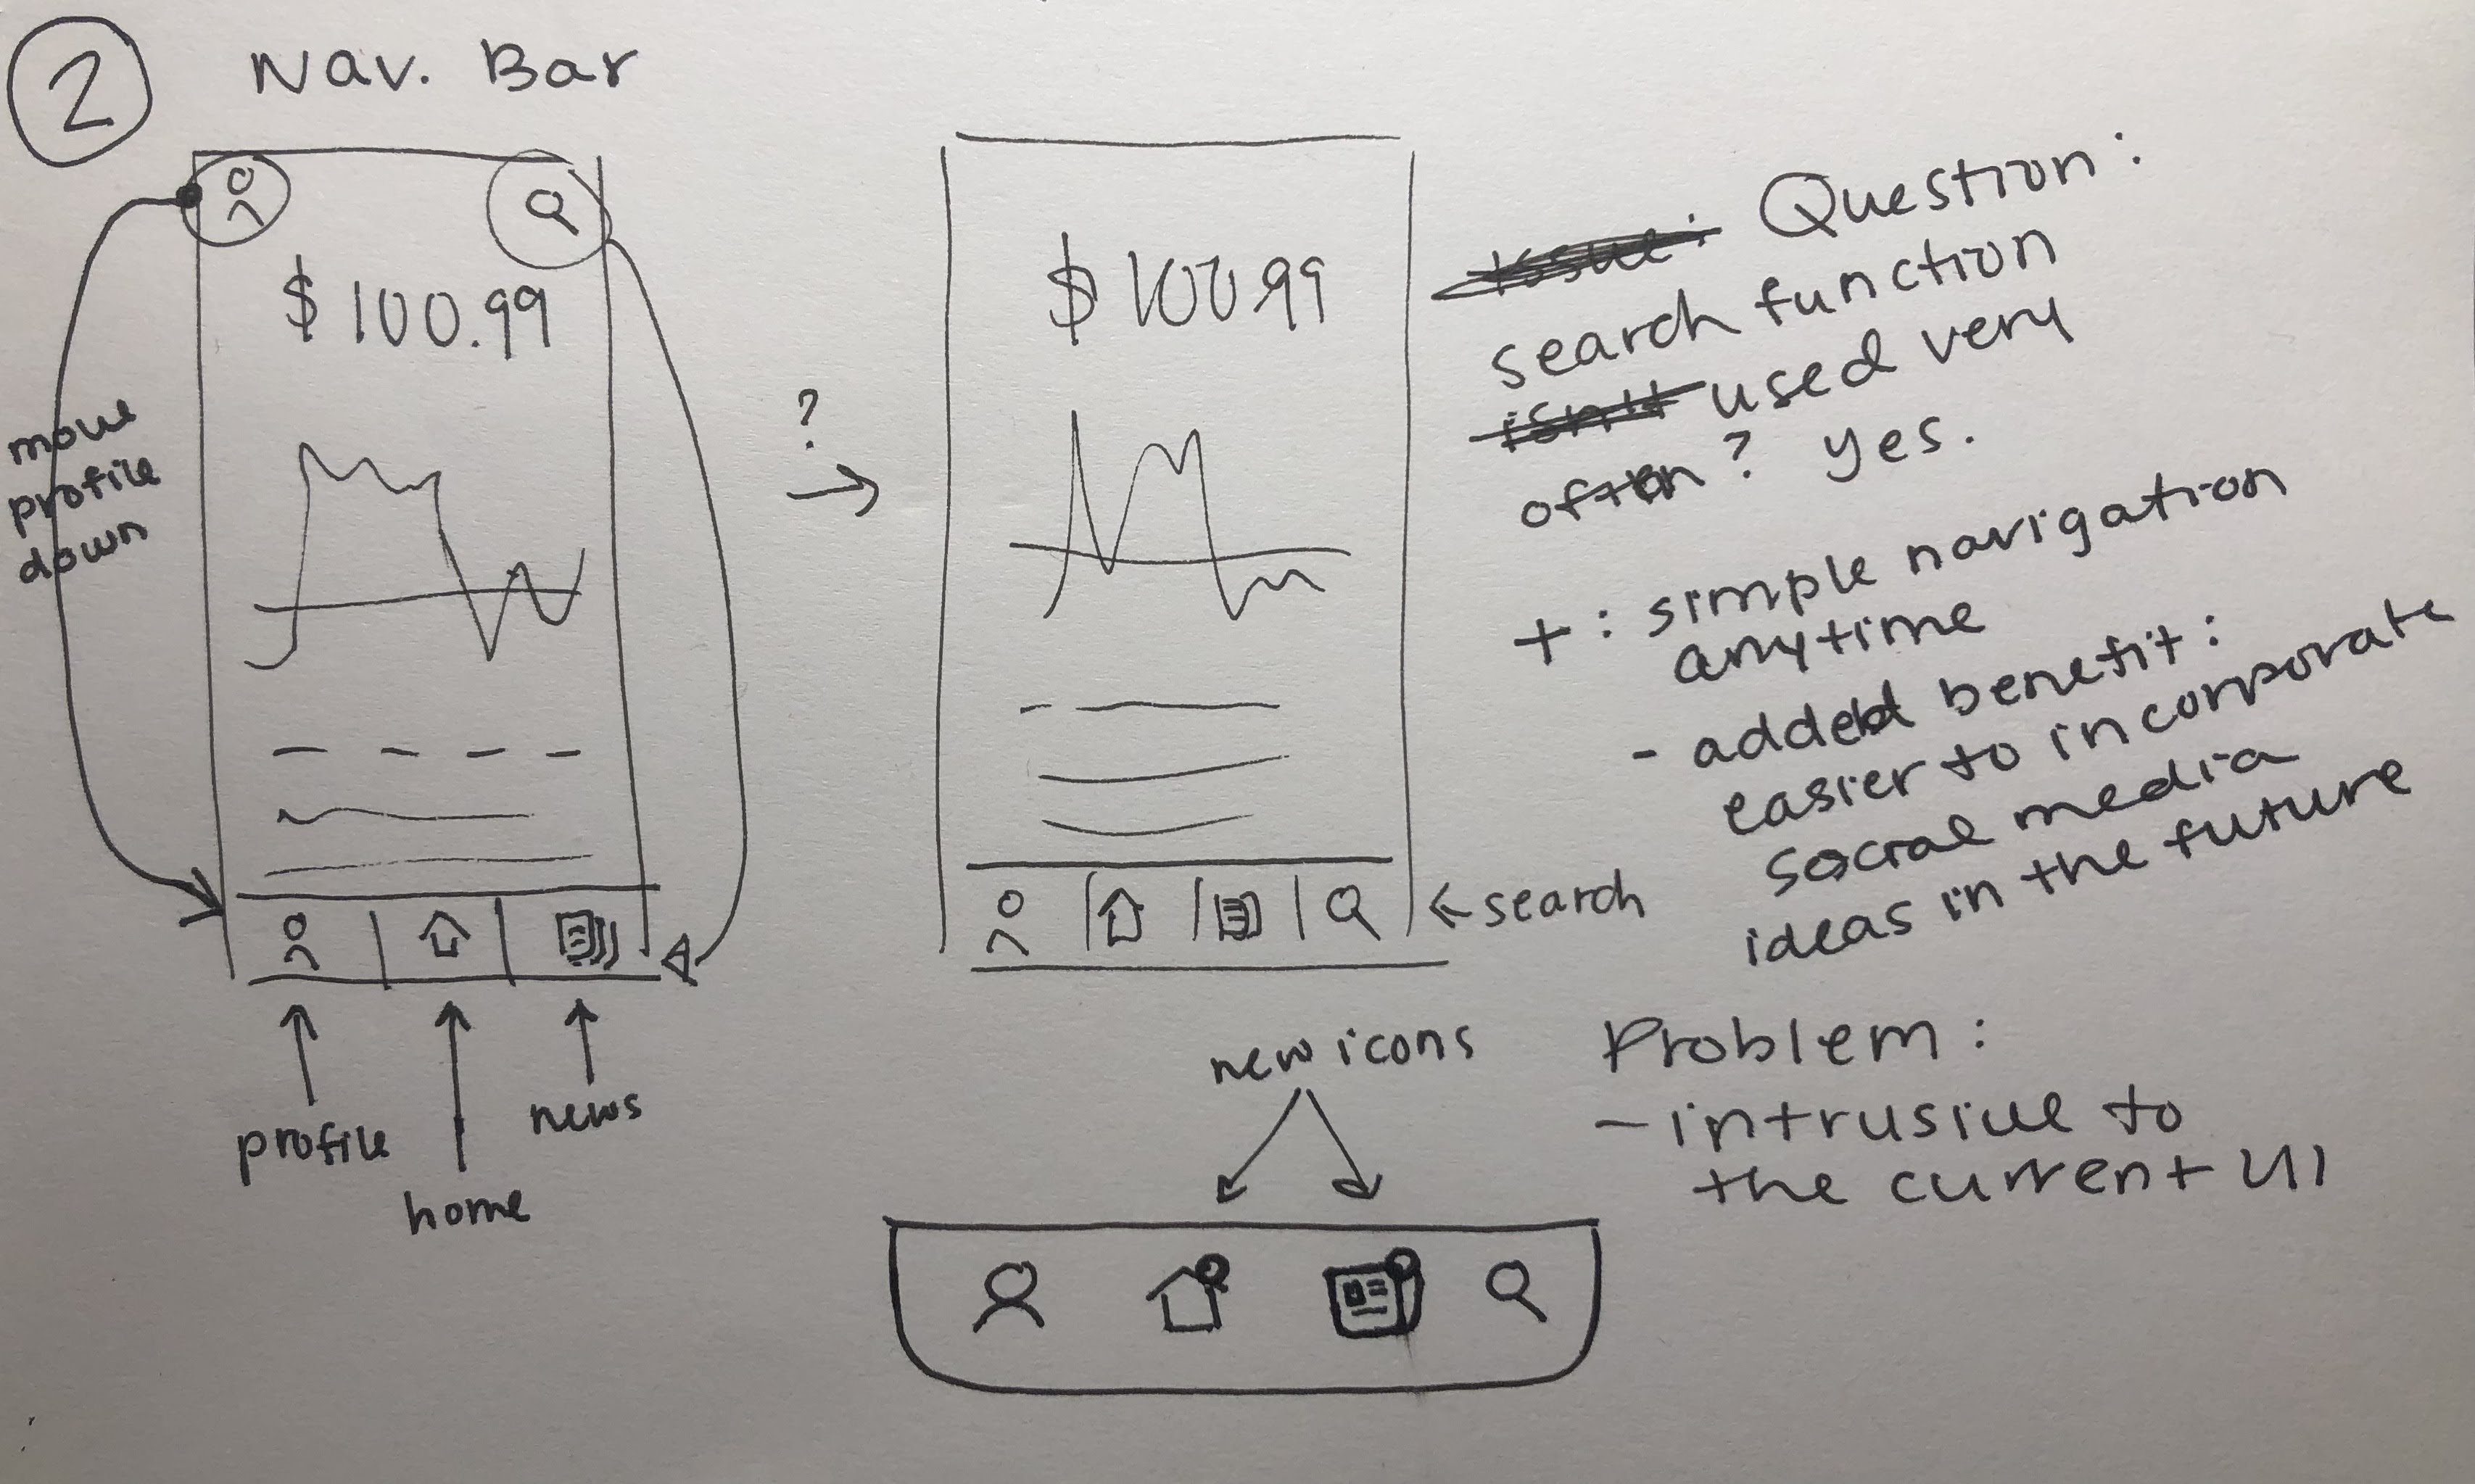 2
Nav. Bar
$100.99
move
profile
down
profile
home
news
?
$100.99
← search
Issue: Question:
search function
isn't used very
often? yes.
+: simple navigation
anytime
- added benefit:
easier to incorporate
social media
ideas in the future
new icons
Problem:
- intrusive to
the current UI